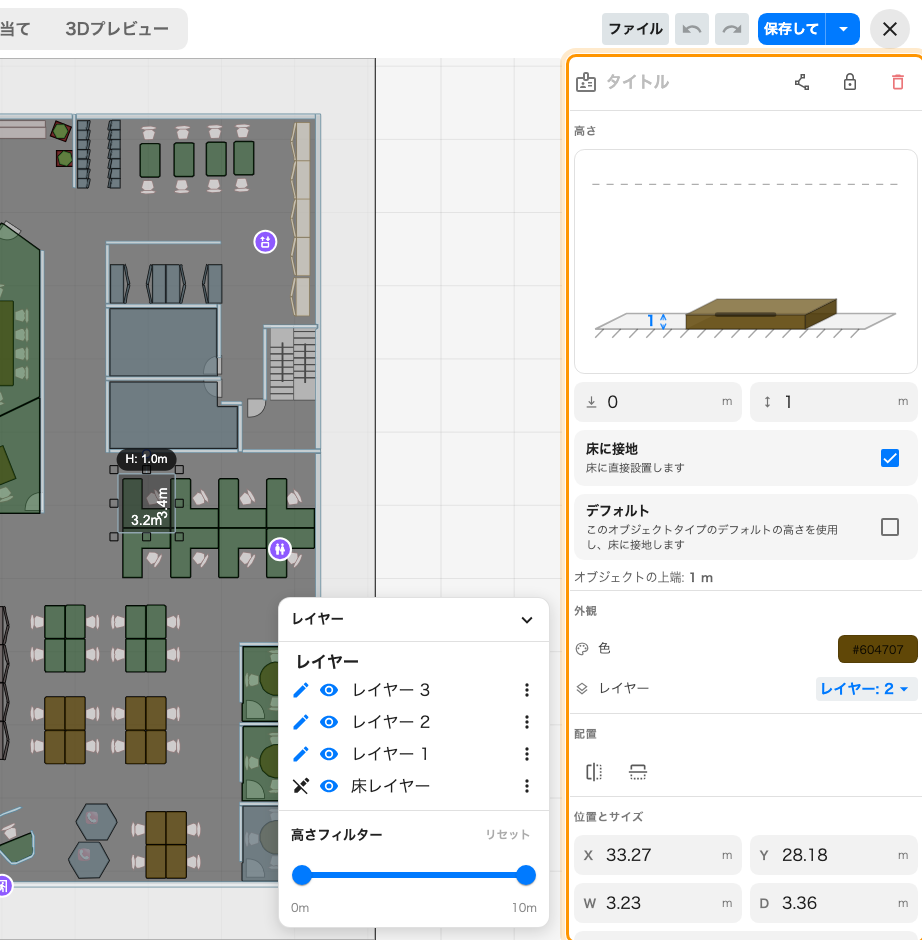 当て
3Dプレビュー
ファイル
保存して
タイトル
高さ
1
0 m
1 m
床に接地
床に直接設置します
デフォルト
このオブジェクトタイプのデフォルトの高さを使用
し、床に接地します
オブジェクトの上端: 1 m
外観
色
#604707
レイヤー
レイヤー: 2
配置
位置とサイズ
X 33.27 m
Y 28.18 m
W 3.23 m
D 3.36 m
H: 1.0m
3.4m
3.2m
レイヤー
レイヤー
レイヤー 3
レイヤー 2
レイヤー 1
床レイヤー
高さフィルター
リセット
0m
10m